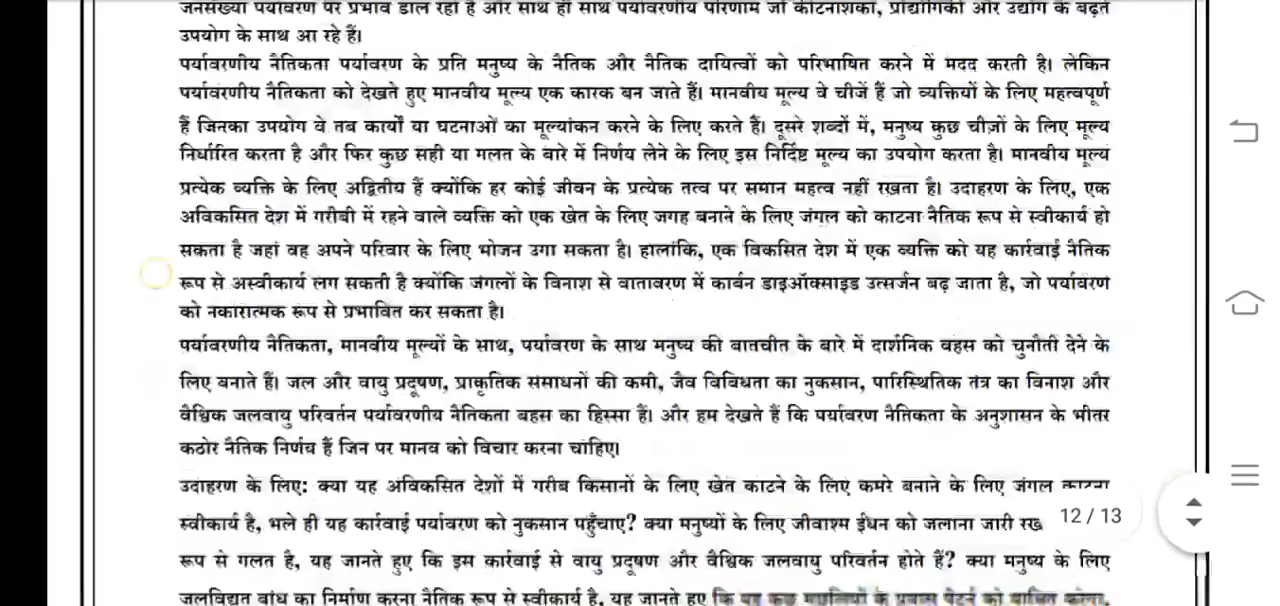 जनसंख्या पर्यावरण पर प्रभाव डाल रही है और साथ ही साथ पर्यावरणीय परिणाम जो कीटनाशकों, प्रौद्योगिकी और उद्योग के बढ़ते
उपयोग के साथ आ रहे हैं।
पर्यावरणीय नैतिकता पर्यावरण के प्रति मनुष्य के नैतिक और नैतिक दायित्वों को परिभाषित करने में मदद करती है। लेकिन
पर्यावरणीय नैतिकता को देखते हुए मानवीय मूल्य एक कारक बन जाते हैं। मानवीय मूल्य वे चीजें हैं जो व्यक्तियों के लिए महत्वपूर्ण
हैं जिनका उपयोग वे तब कार्यों या घटनाओं का मूल्यांकन करने के लिए करते हैं। दूसरे शब्दों में, मनुष्य कुछ चीज़ों के लिए मूल्य
निर्धारित करता है और फिर कुछ सही या गलत के बारे में निर्णय लेने के लिए इस निर्दिष्ट मूल्य का उपयोग करता है। मानवीय मूल्य
प्रत्येक व्यक्ति के लिए अद्वितीय हैं क्योंकि हर कोई जीवन के प्रत्येक तत्व पर समान महत्व नहीं रखता है। उदाहरण के लिए, एक
अविकसित देश में गरीबी में रहने वाले व्यक्ति को एक खेत के लिए जगह बनाने के लिए जंगल को काटना नैतिक रूप से स्वीकार्य हो
सकता है जहां वह अपने परिवार के लिए भोजन उगा सकता है। हालांकि, एक विकसित देश में एक व्यक्ति को यह कार्रवाई नैतिक
रूप से अस्वीकार्य लग सकती है क्योंकि जंगलों के विनाश से वातावरण में कार्बन डाइऑक्साइड उत्सर्जन बढ़ जाता है, जो पर्यावरण
को नकारात्मक रूप से प्रभावित कर सकता है।
पर्यावरणीय नैतिकता, मानवीय मूल्यों के साथ, पर्यावरण के साथ मनुष्य की बातचीत के बारे में दार्शनिक बहस को चुनौती देने के
लिए बनाते हैं। जल और वायु प्रदूषण, प्राकृतिक संसाधनों की कमी, जैव विविधता का नुकसान, पारिस्थितिक तंत्र का विनाश और
वैश्विक जलवायु परिवर्तन पर्यावरणीय नैतिकता बहस का हिस्सा हैं। और हम देखते हैं कि पर्यावरण नैतिकता के अनुशासन के भीतर
कठोर नैतिक निर्णय हैं जिन पर मानव को विचार करना चाहिए।
उदाहरण के लिए: क्या यह अविकसित देशों में गरीब किसानों के लिए खेत काटने के लिए कमरे बनाने के लिए जंगल काटना
स्वीकार्य है, भले ही यह कार्रवाई पर्यावरण को नुकसान पहुँचाए? क्या मनुष्यों के लिए जीवाश्म ईंधन को जलाना जारी रख
12 / 13
रूप से गलत है, यह जानते हुए कि इस कार्रवाई से वायु प्रदूषण और वैश्विक जलवायु परिवर्तन होते हैं? क्या मनुष्य के लिए
जलविद्युत बांध का निर्माण करना नैतिक रूप से स्वीकार्य है, यह जानते हुए कि यह कुछ मछलियों के प्रवास पैटर्न को बाधित करेगा,